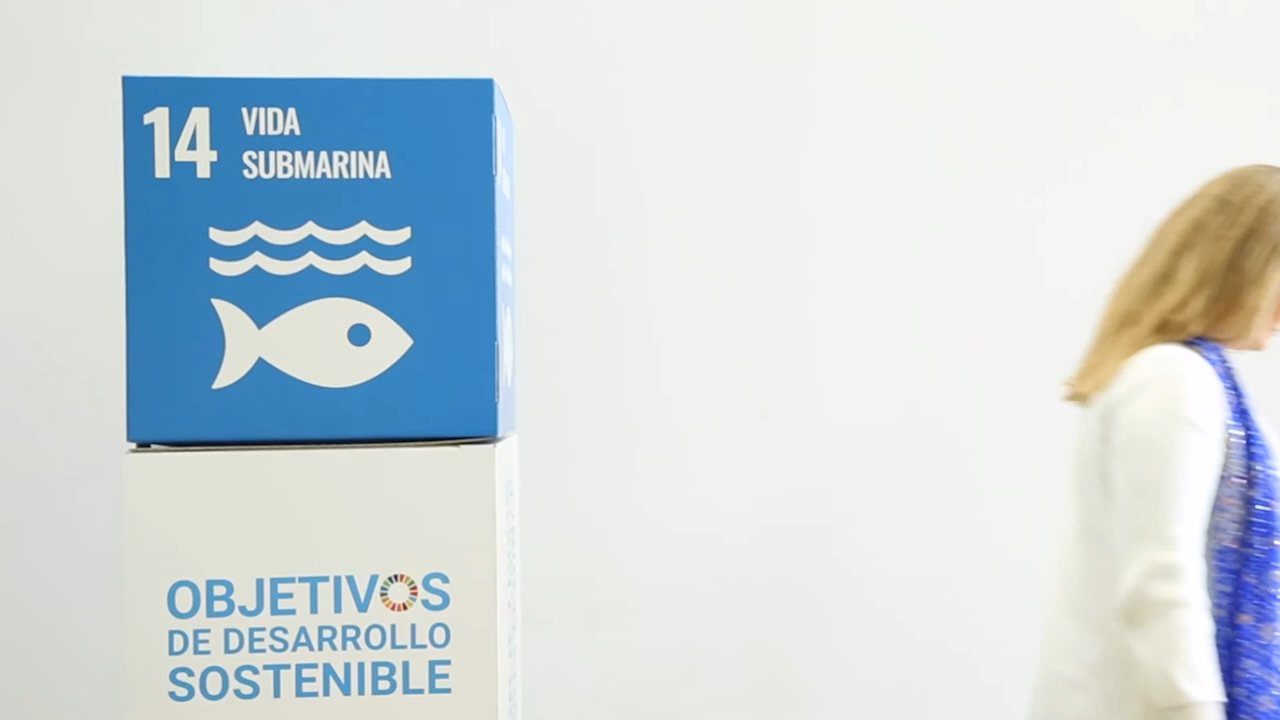 14 VIDA
SUBMARINA
OBJETIVOS
DE DESARROLLO
SOSTENIBLE